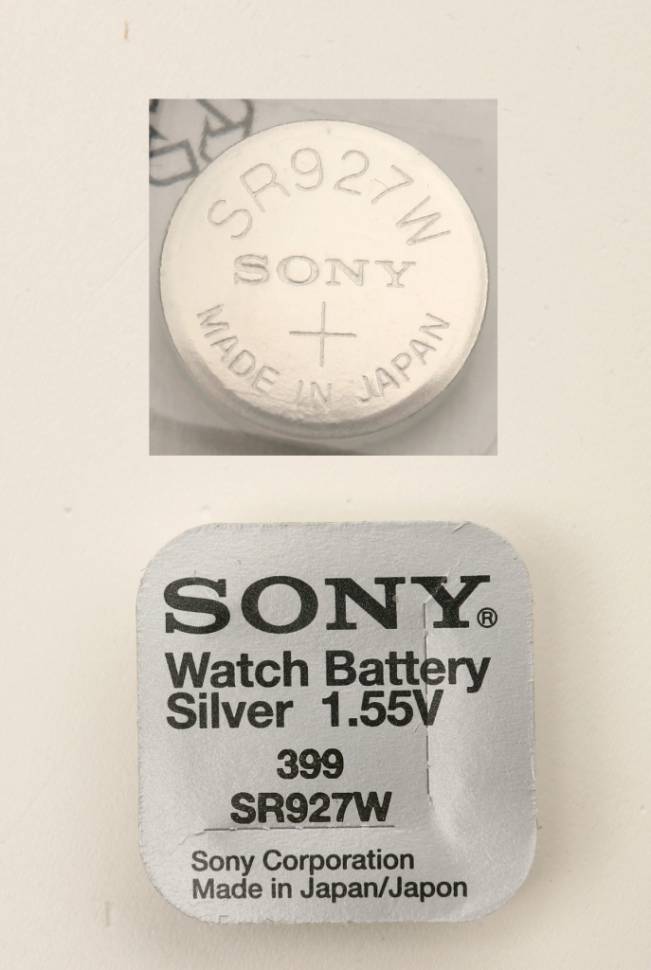 SR927W
SONY
+
MADE IN JAPAN
SONY®
Watch Battery
Silver 1.55V
399
SR927W
Sony Corporation
Made in Japan/Japon